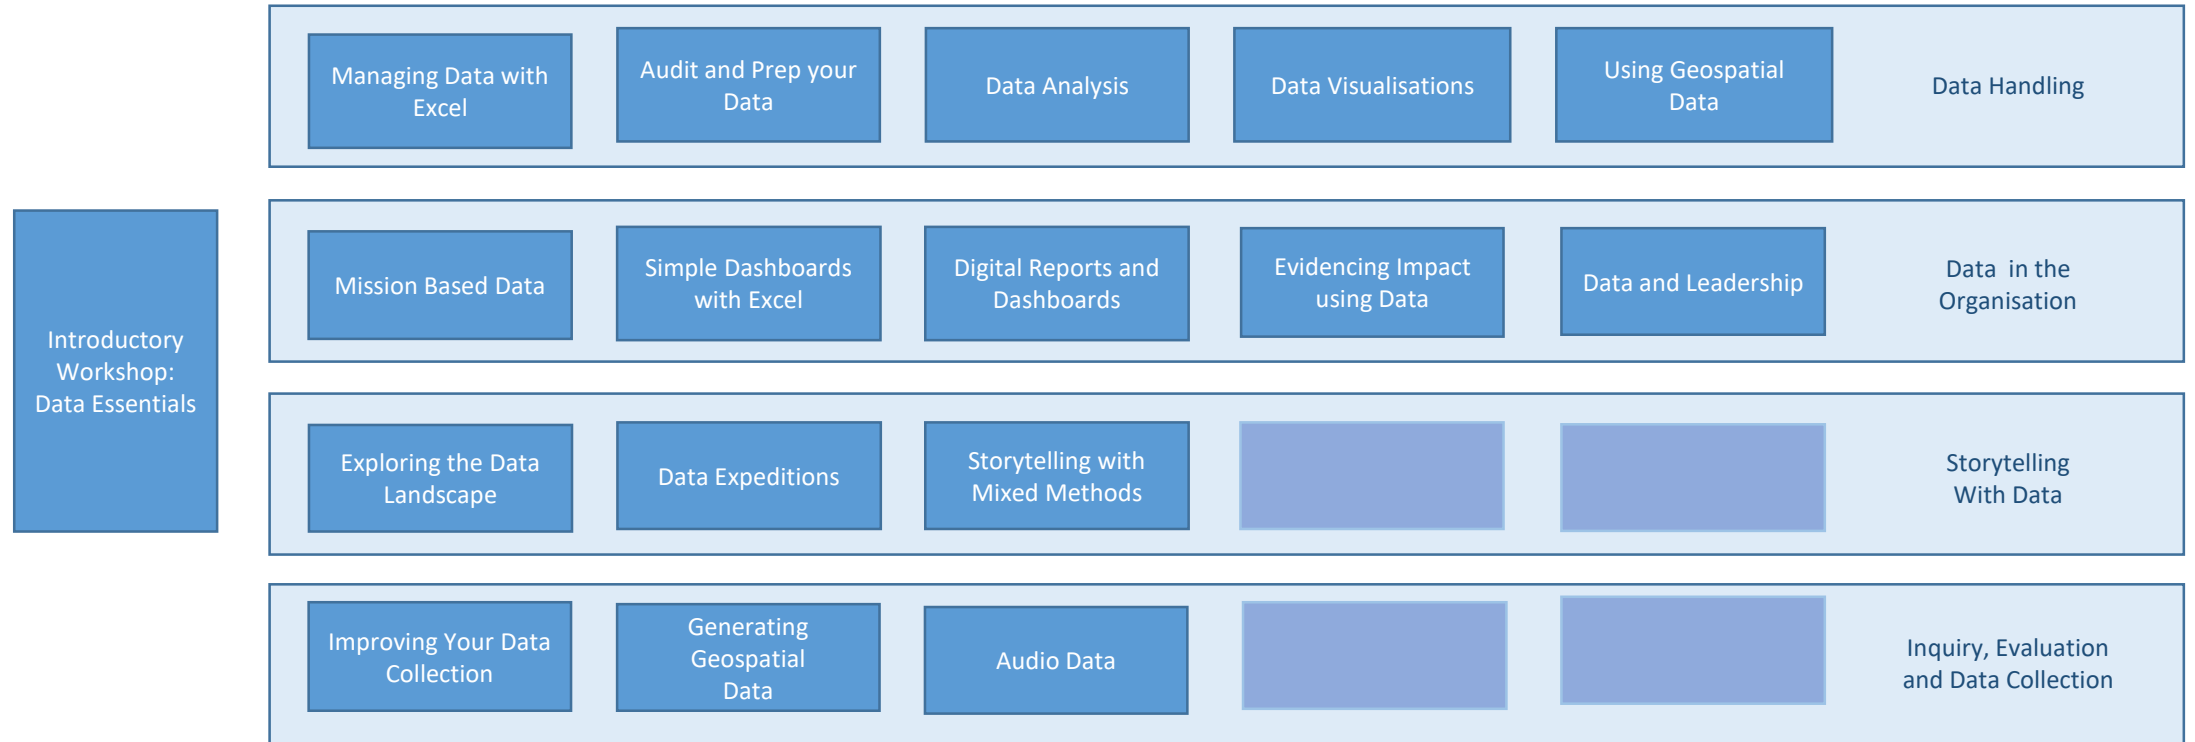 Introductory
Workshop:
Data Essentials
Managing Data with
Excel
Audit and Prep your
Data
Data Analysis
Data Visualisations
Using Geospatial
Data
Data Handling
Mission Based Data
Simple Dashboards
with Excel
Digital Reports and
Dashboards
Evidencing Impact
using Data
Data and Leadership
Data  in the
Organisation
Exploring the Data
Landscape
Data Expeditions
Storytelling with
Mixed Methods
Storytelling
With Data
Improving Your Data
Collection
Generating
Geospatial
Data
Audio Data
Inquiry, Evaluation
and Data Collection